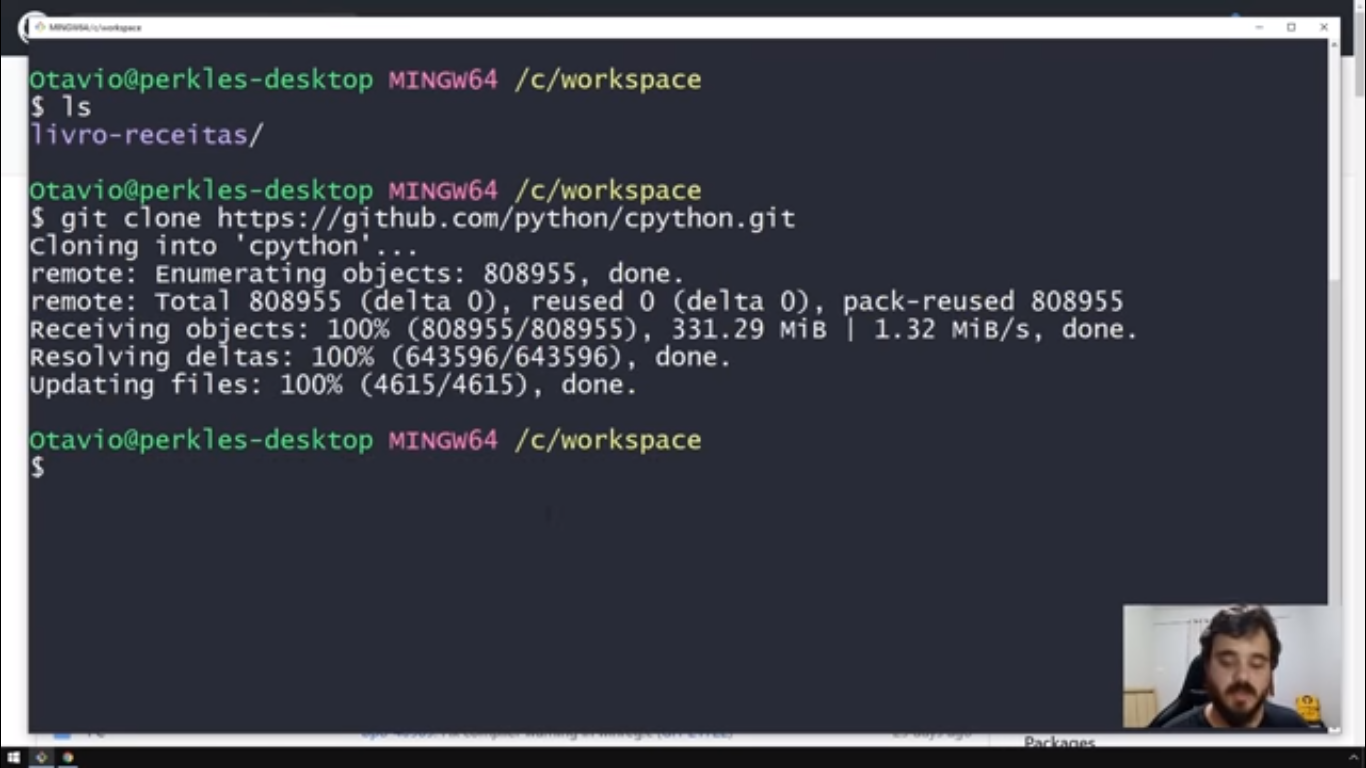 MINGW64:/c/workspace
Otavio@perkles-desktop MINGW64 /c/workspace
$ ls
livro-receitas/
Otavio@perkles-desktop MINGW64 /c/workspace
$ git clone https://github.com/python/cpython.git
Cloning into 'cpython'...
remote: Enumerating objects: 808955, done.
remote: Total 808955 (delta 0), reused 0 (delta 0), pack-reused 808955
Receiving objects: 100% (808955/808955), 331.29 MiB | 1.32 MiB/s, done.
Resolving deltas: 100% (643596/643596), done.
Updating files: 100% (4615/4615), done.
Otavio@perkles-desktop MINGW64 /c/workspace
$
Packages